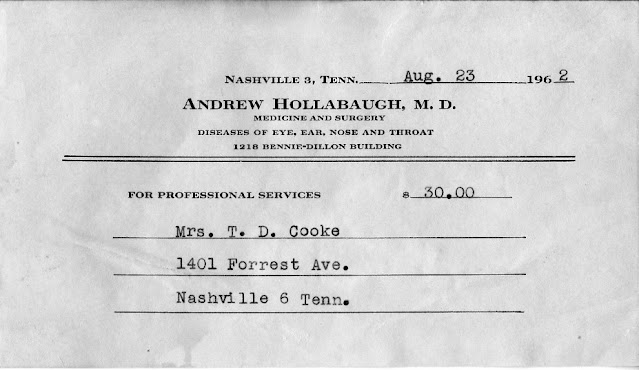 NASHVILLE 3, TENN. Aug. 23 1962
ANDREW HOLLABAUGH, M. D.
MEDICINE AND SURGERY
DISEASES OF EYE, EAR, NOSE AND THROAT
1218 BENNIE-DILLON BUILDING
FOR PROFESSIONAL SERVICES $ 30.00
Mrs. T. D. Cooke
1401 Forrest Ave.
Nashville 6 Tenn.